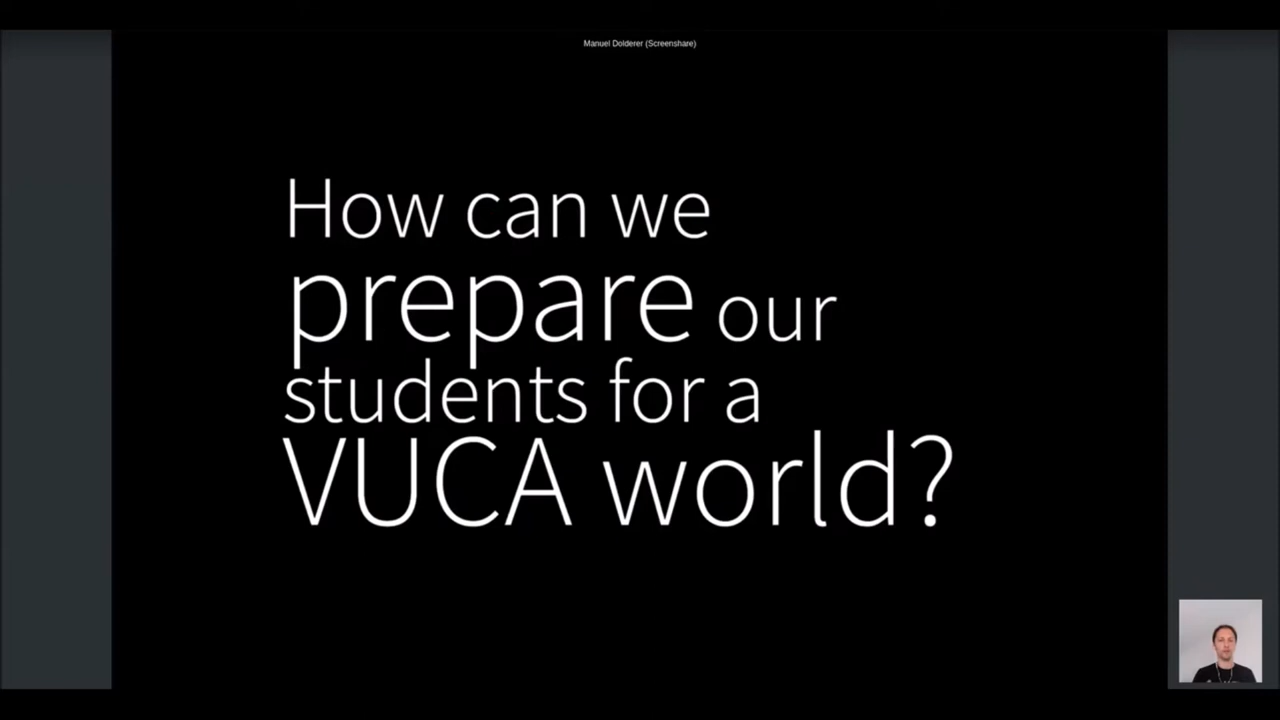 Manuel Dolderer (Screenshare)
How can we
prepare our
students for a
VUCA world?